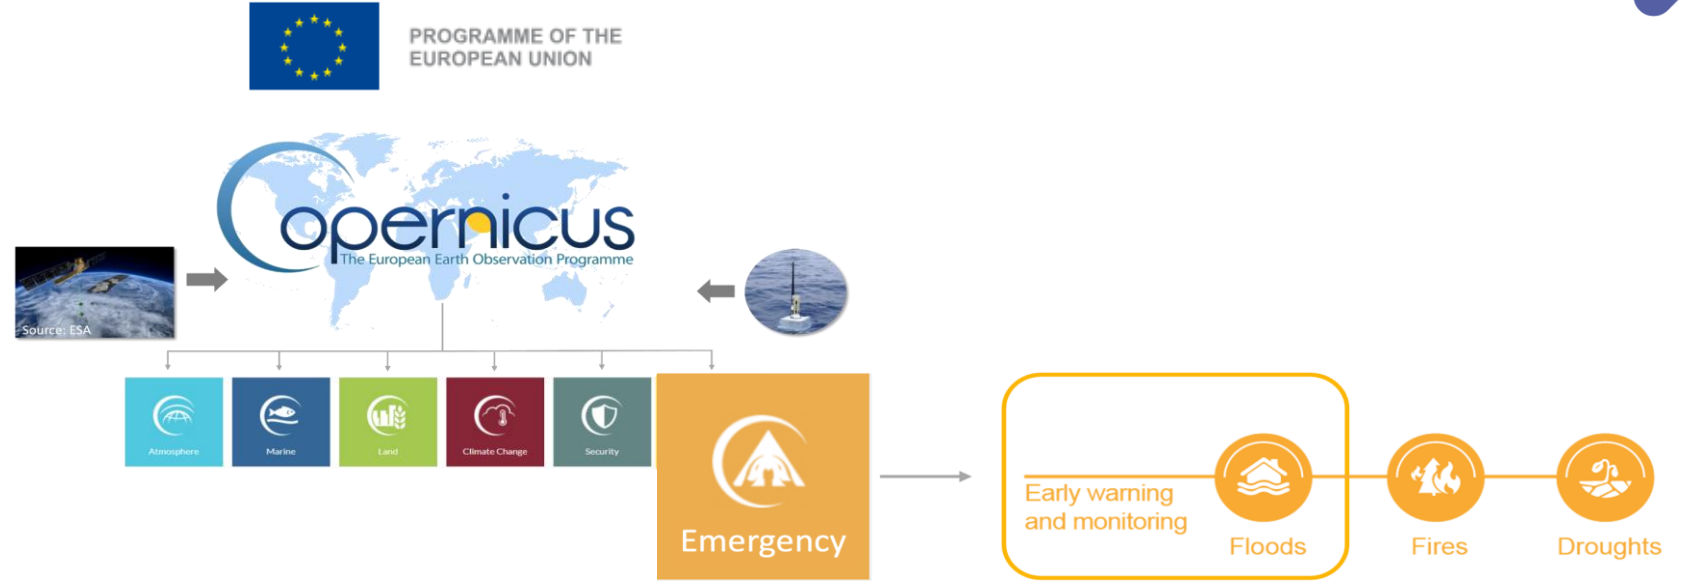 PROGRAMME OF THE
EUROPEAN UNION
opernicus
The European Earth Observation Programme
Source: ESA
Atmosphere
Marine
Land
Climate Change
Security
Emergency
Early warning
and monitoring
Floods
Fires
Droughts